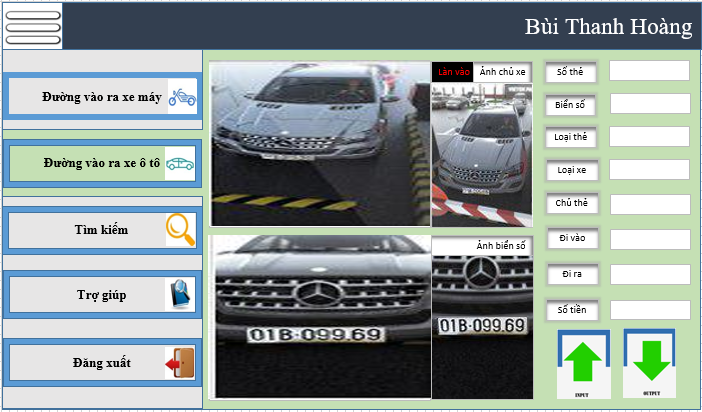 Bùi Thanh Hoàng
Đường vào ra xe máy
Đường vào ra xe ô tô
Tìm kiếm
Trợ giúp
Đăng xuất
Làn vào
Ảnh chủ xe
Ảnh biển số
01B-099.69
01B-099.69
Số thẻ
Biển số
Loại thẻ
Loại xe
Chủ thẻ
Đi vào
Đi ra
Số tiền
INPUT
OUTPUT